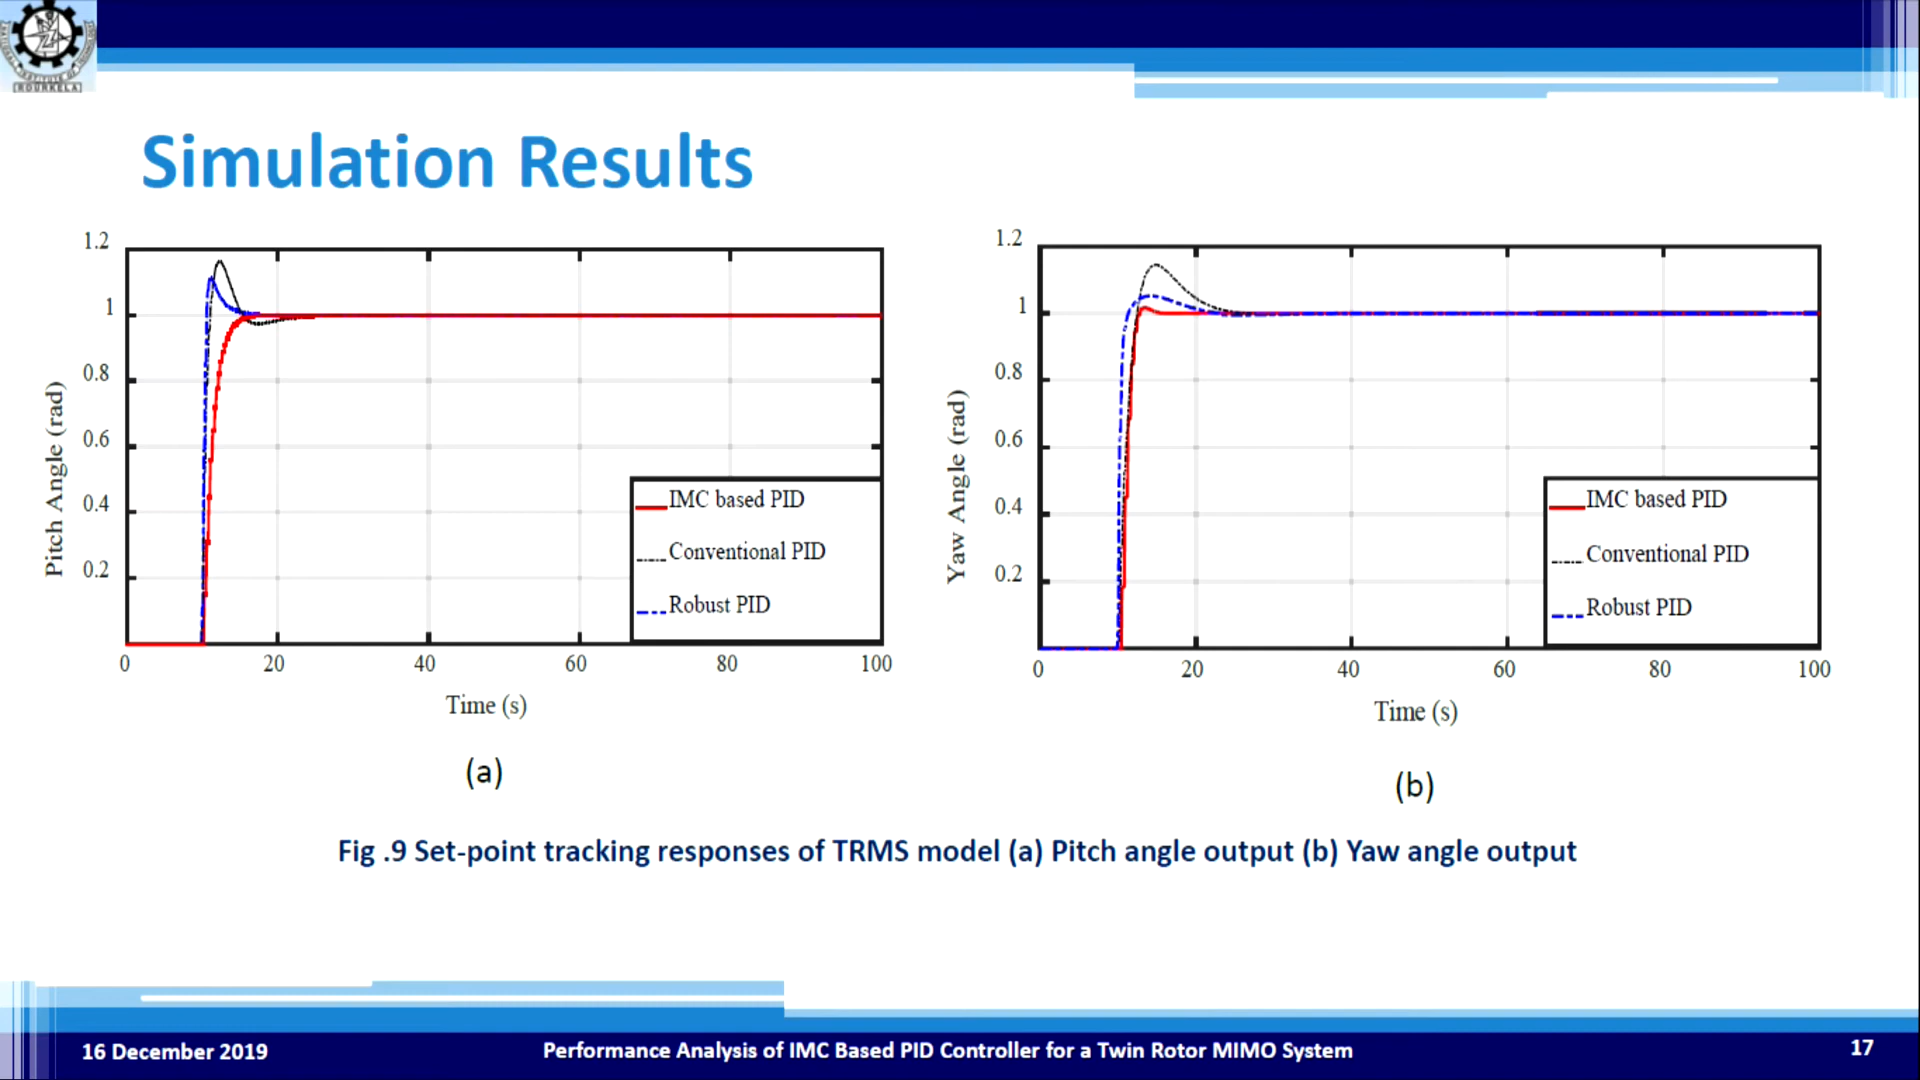 ROURKELA
Simulation Results
1.2
1
0.8
0.6
0.4
0.2
Pitch Angle (rad)
IMC based PID
Conventional PID
Robust PID
0 20 40 60 80 100
Time (s)
(a)
1.2
1
0.8
0.6
0.4
0.2
Yaw Angle (rad)
IMC based PID
Conventional PID
Robust PID
0 20 40 60 80 100
Time (s)
(b)
Fig .9 Set-point tracking responses of TRMS model (a) Pitch angle output (b) Yaw angle output
16 December 2019
Performance Analysis of IMC Based PID Controller for a Twin Rotor MIMO System
17